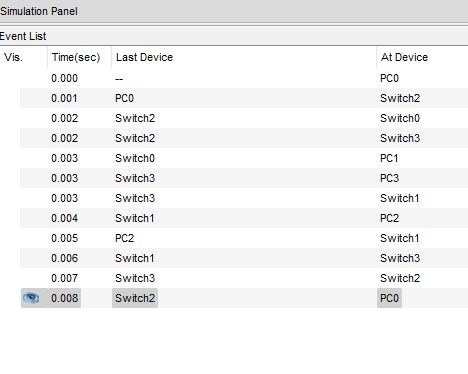 Simulation Panel
Event List
Vis. Time(sec) Last Device At Device
0.000 -- PC0
0.001 PC0 Switch2
0.002 Switch2 Switch0
0.002 Switch2 Switch3
0.003 Switch0 PC1
0.003 Switch3 PC3
0.003 Switch3 Switch1
0.004 Switch1 PC2
0.005 PC2 Switch1
0.006 Switch1 Switch3
0.007 Switch3 Switch2
0.008 Switch2 PC0